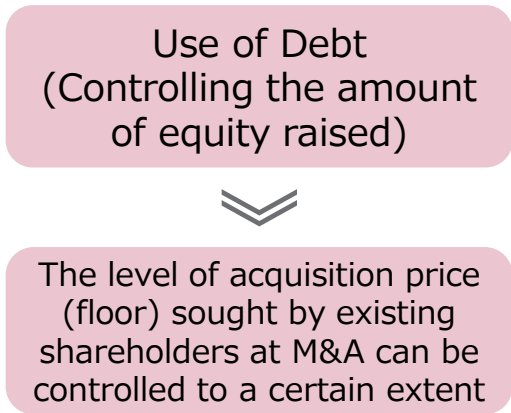 Use of Debt
(Controlling the amount
of equity raised)
The level of acquisition price
(floor) sought by existing
shareholders at M&A can be
controlled to a certain extent